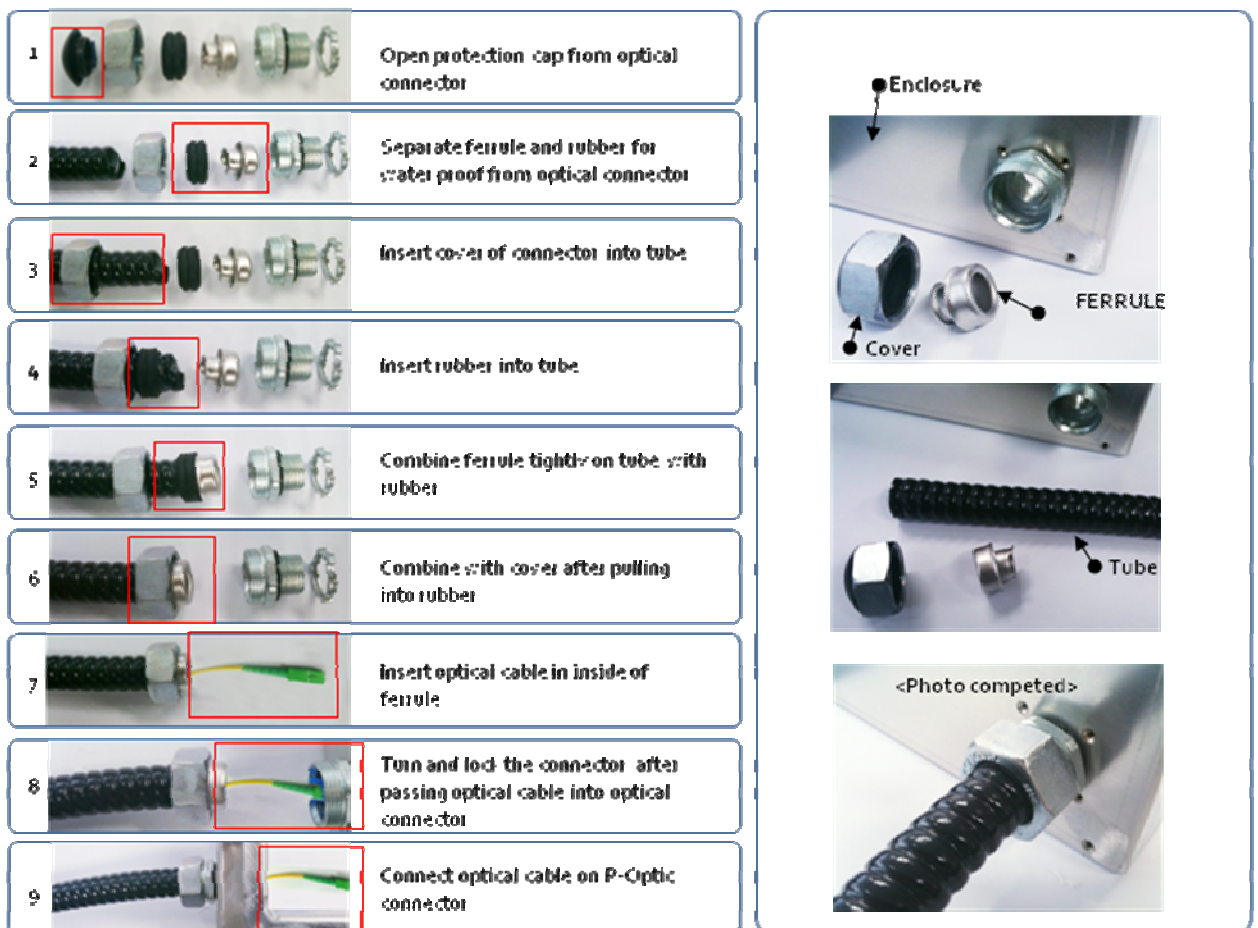 1
Open protection cap from optical
connector
2
Separate ferrule and rubber for
water proof from optical connector
3
Insert cover of connector into tube
4
Insert rubber into tube
5
Combine ferrule tightly on tube with
rubber
6
Combine with cover after pulling
into rubber
7
Insert optical cable in inside of
ferrule
8
Turn and lock the connector after
passing optical cable into optical
connector
9
Connect optical cable on P-Optic
connector
Enclosure
FERRULE
Cover
Tube
<Photo competed>